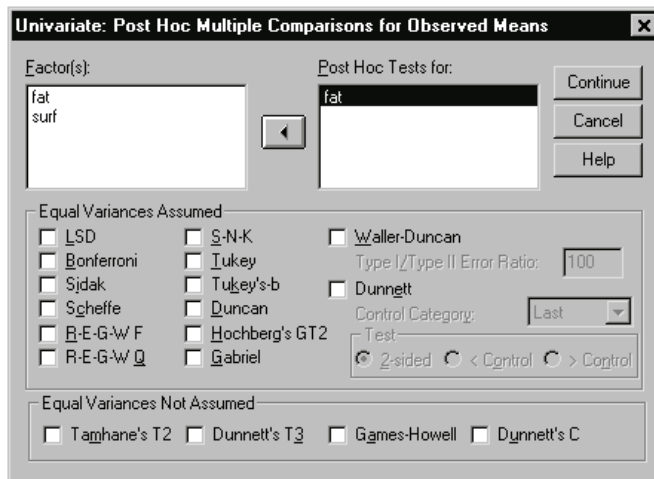 Univariate: Post Hoc Multiple Comparisons for Observed Means
Factor(s):
fat
surf
Post Hoc Tests for:
fat
Continue
Cancel
Help
Equal Variances Assumed
LSD
S-N-K
Waller-Duncan
Bonferroni
Tukey
Type I/Type II Error Ratio: 100
Sidak
Tukey's-b
Dunnett
Scheffe
Duncan
Control Category: Last
R-E-G-W F
Hochberg's GT2
Test
R-E-G-W Q
Gabriel
2-sided < Control > Control
Equal Variances Not Assumed
Tamhane's T2 Dunnett's T3 Games-Howell Dunnett's C